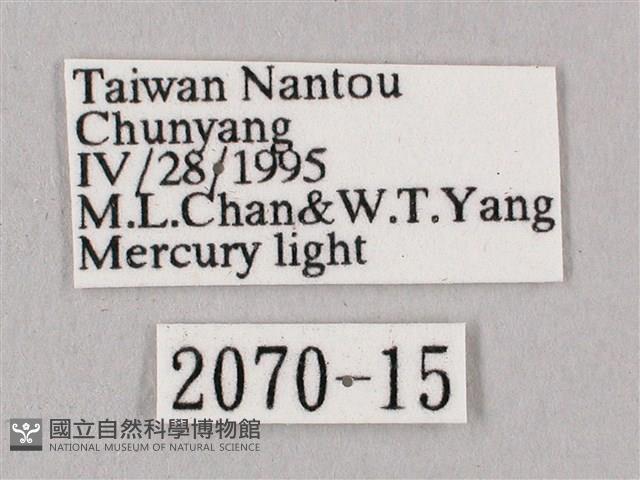 Taiwan Nantou
Chunyang
IV/28/1995
M.L.Chan&W.T.Yang
Mercury light
2070-15
國立自然科學博物館
NATIONAL MUSEUM OF NATURAL SCIENCE